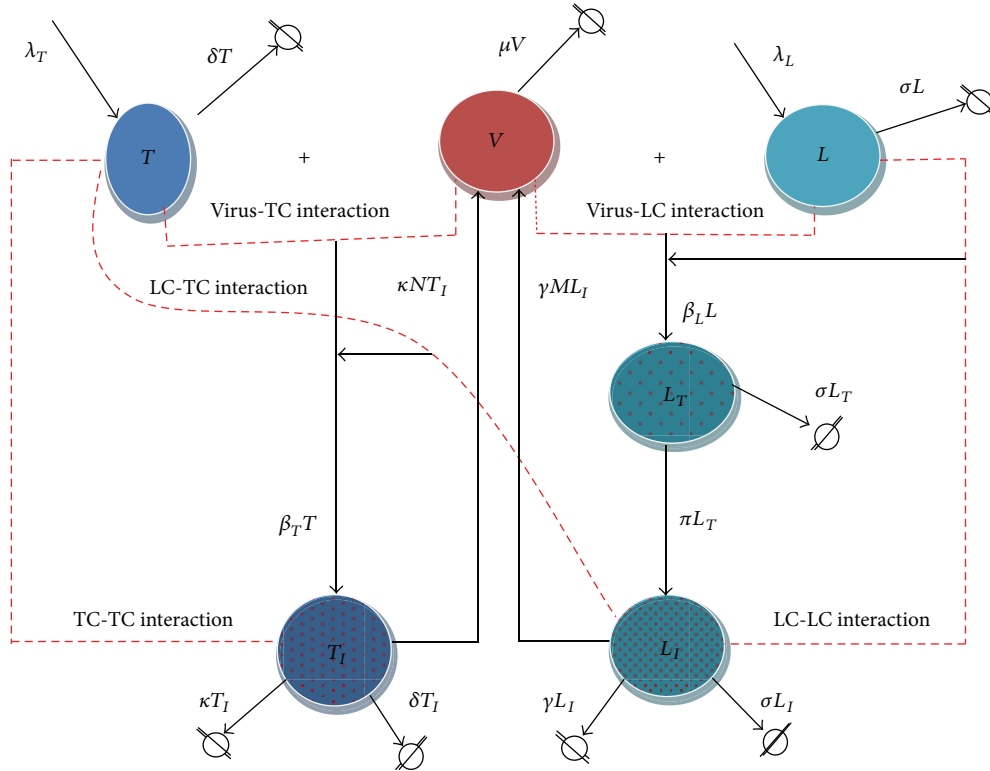 λ_T
δT
μV
λ_L
σL
T
+
V
+
L
Virus-TC interaction
Virus-LC interaction
LC-TC interaction
κNT_I
γML_I
β_L L
L_T
σL_T
β_T T
πL_T
TC-TC interaction
LC-LC interaction
T_I
L_I
κT_I
δT_I
γL_I
σL_I